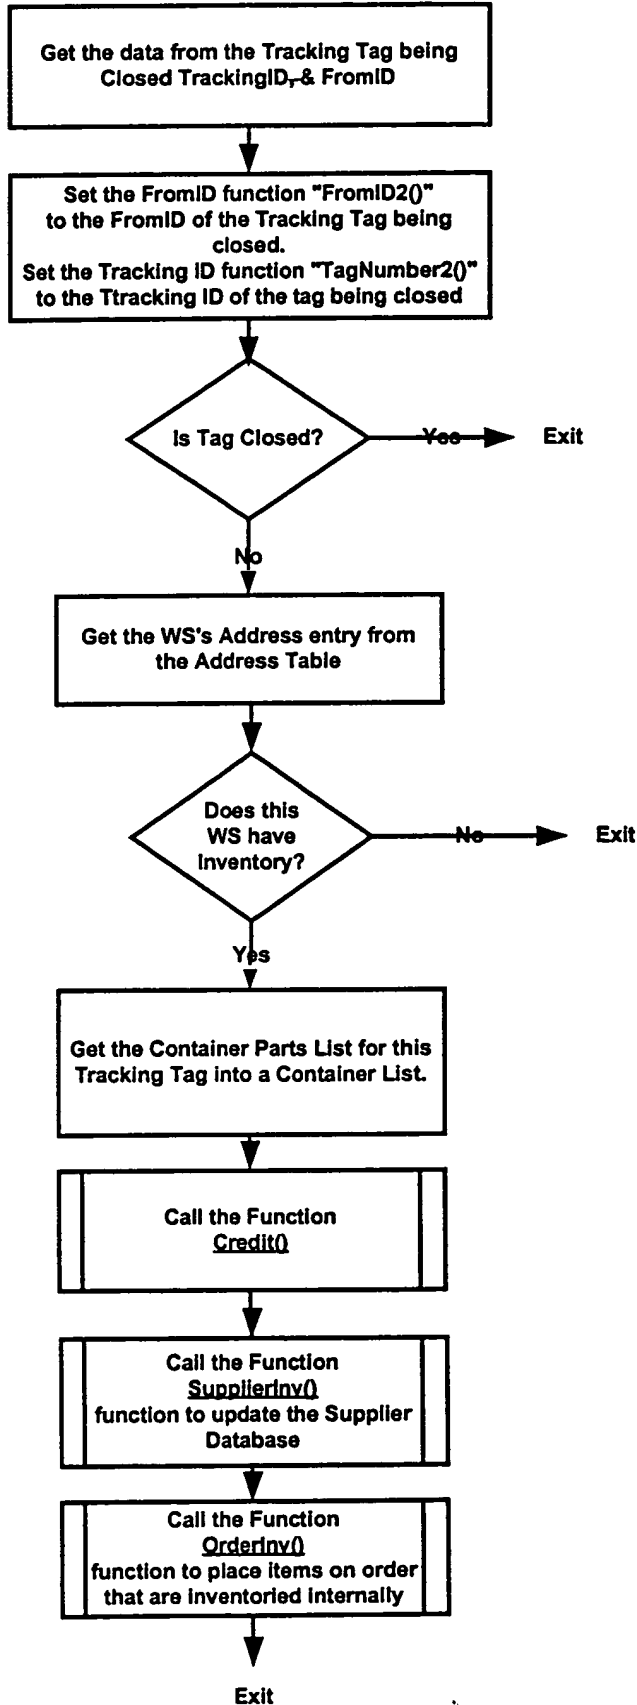 Get the data from the Tracking Tag being
Closed TrackingID, & FromID
Set the FromID function "FromID2()"
to the FromID of the Tracking Tag being
closed.
Set the Tracking ID function "TagNumber2()"
to the Ttracking ID of the tag being closed
Is Tag Closed?
Yes
Exit
No
Get the WS's Address entry from
the Address Table
Does this
WS have
Inventory?
No
Exit
Yes
Get the Container Parts List for this
Tracking Tag into a Container List.
Call the Function
Credit()
Call the Function
SupplierInv()
function to update the Supplier
Database
Call the Function
OrderInv()
function to place items on order
that are inventoried internally
Exit